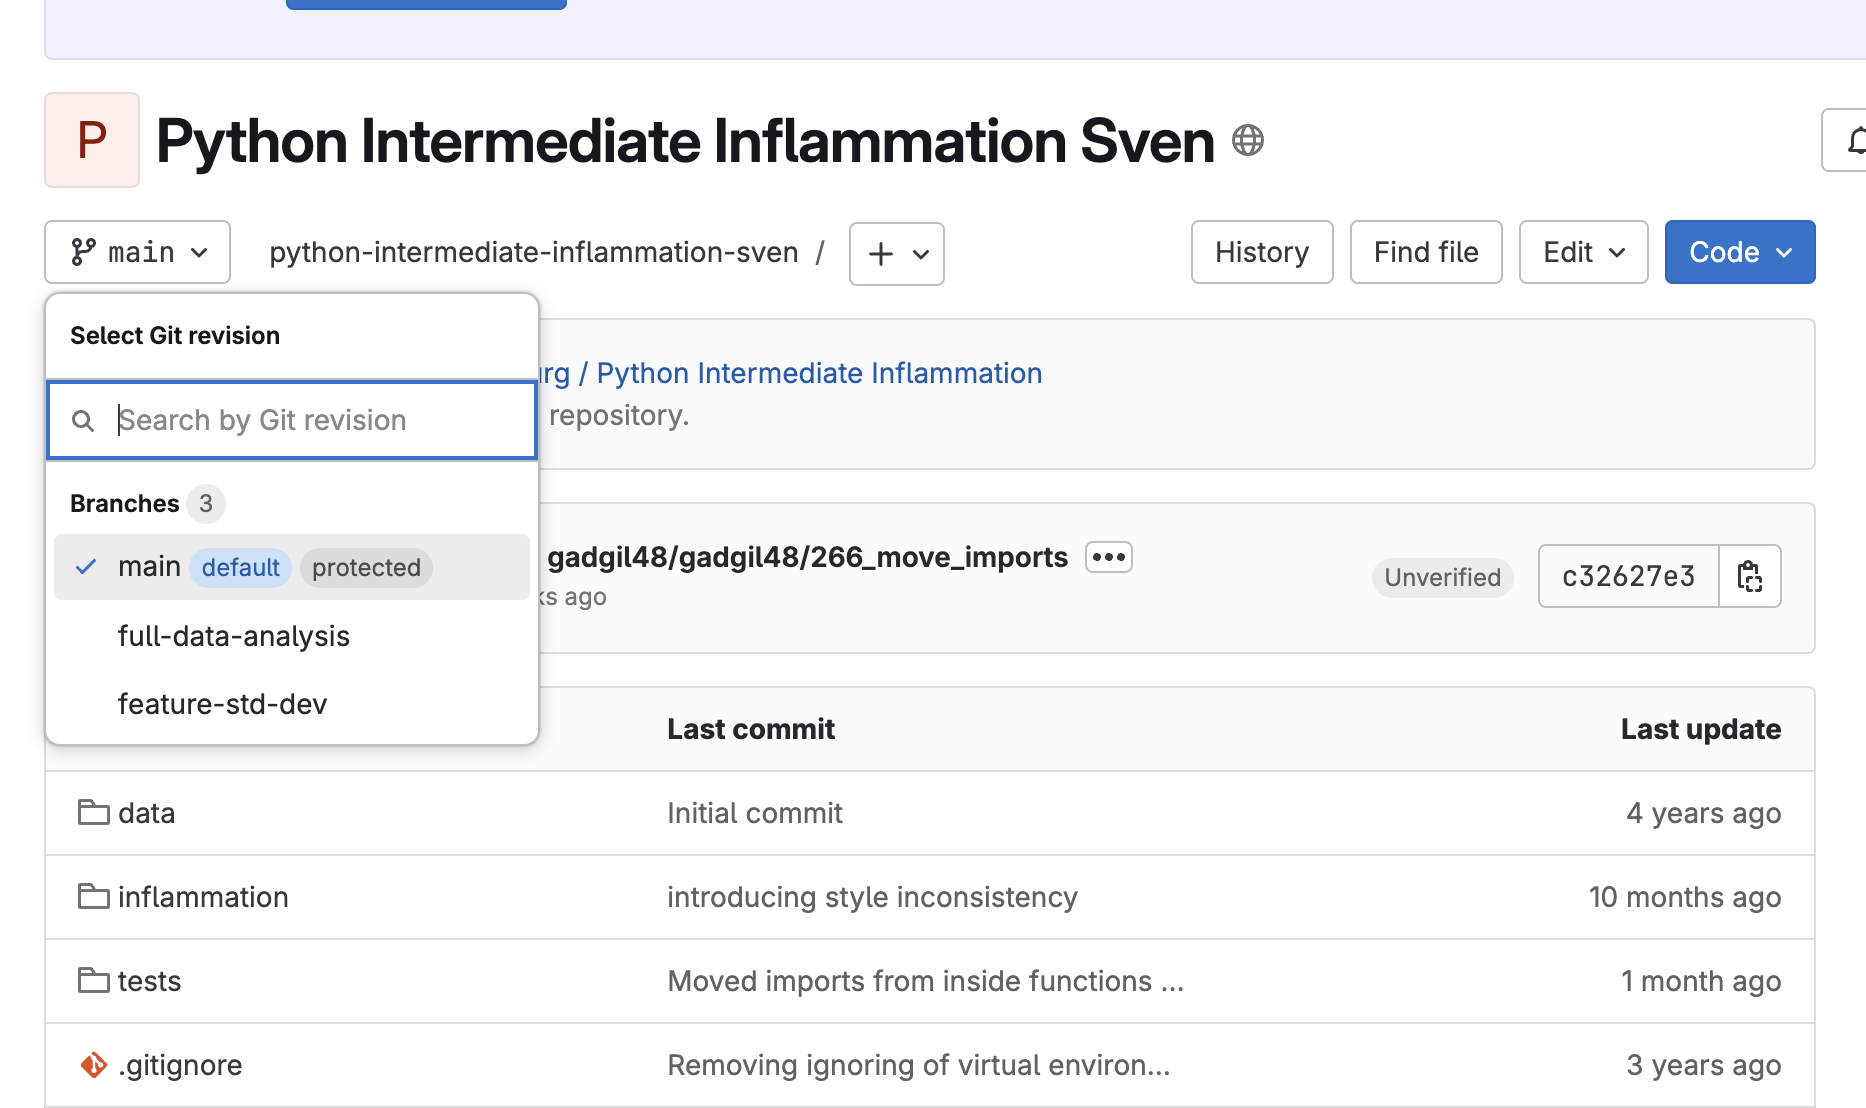 P
Python Intermediate Inflammation Sven
main
python-intermediate-inflammation-sven /
History
Find file
Edit
Code
Select Git revision
Search by Git revision
/ Python Intermediate Inflammation
repository.
Branches 3
gadgil48/gadgil48/266_move_imports
ago
Unverified
c32627e3
main default protected
full-data-analysis
feature-std-dev
Last commit
Last update
data
Initial commit
4 years ago
inflammation
introducing style inconsistency
10 months ago
tests
Moved imports from inside functions ...
1 month ago
.gitignore
Removing ignoring of virtual environ...
3 years ago